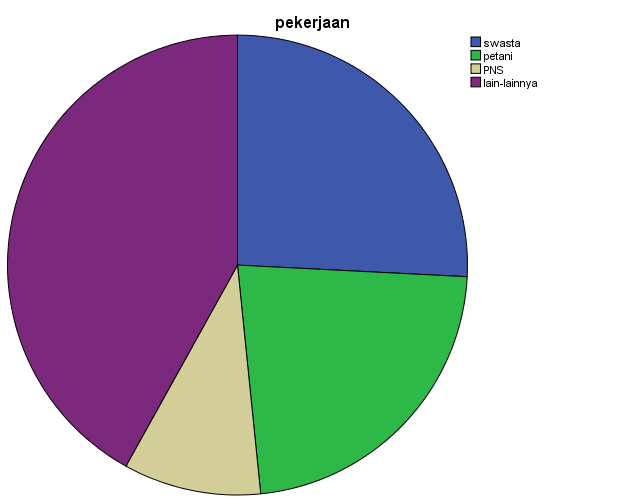 pekerjaan
swasta
petani
PNS
lain-lainnya